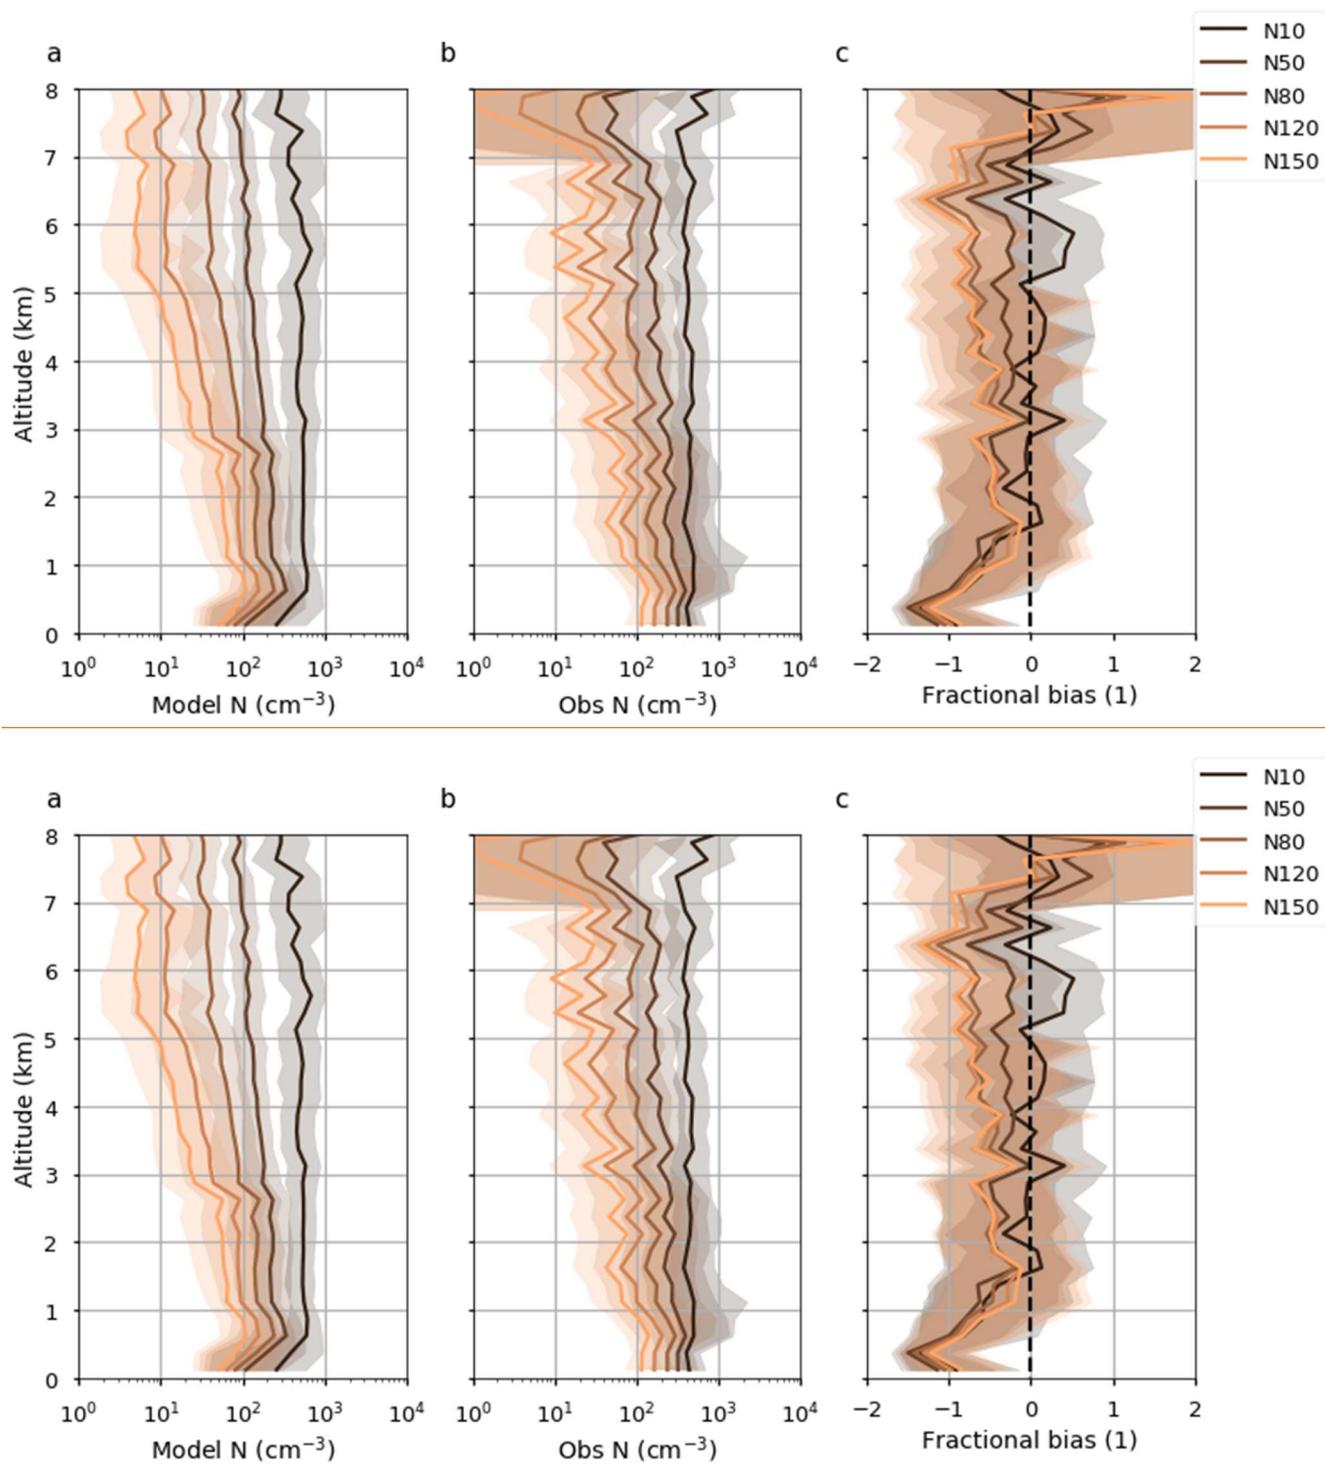 a b c
N10
N50
N80
N120
N150
8
7
6
5
4
3
2
1
0
Altitude (km)
10⁰ 10¹ 10² 10³ 10⁴
Model N (cm⁻³)
10⁰ 10¹ 10² 10³ 10⁴
Obs N (cm⁻³)
−2 −1 0 1 2
Fractional bias (1)
a b c
N10
N50
N80
N120
N150
8
7
6
5
4
3
2
1
0
Altitude (km)
10⁰ 10¹ 10² 10³ 10⁴
Model N (cm⁻³)
10⁰ 10¹ 10² 10³ 10⁴
Obs N (cm⁻³)
−2 −1 0 1 2
Fractional bias (1)